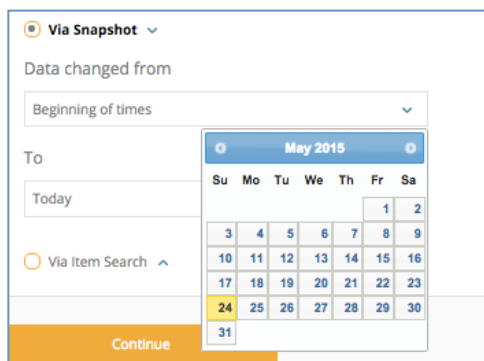 Via Snapshot
Data changed from
Beginning of times
To
Today
Via Item Search
Continue
May 2015
Su Mo Tu We Th Fr Sa
1 2
3 4 5 6 7 8 9
10 11 12 13 14 15 16
17 18 19 20 21 22 23
24 25 26 27 28 29 30
31